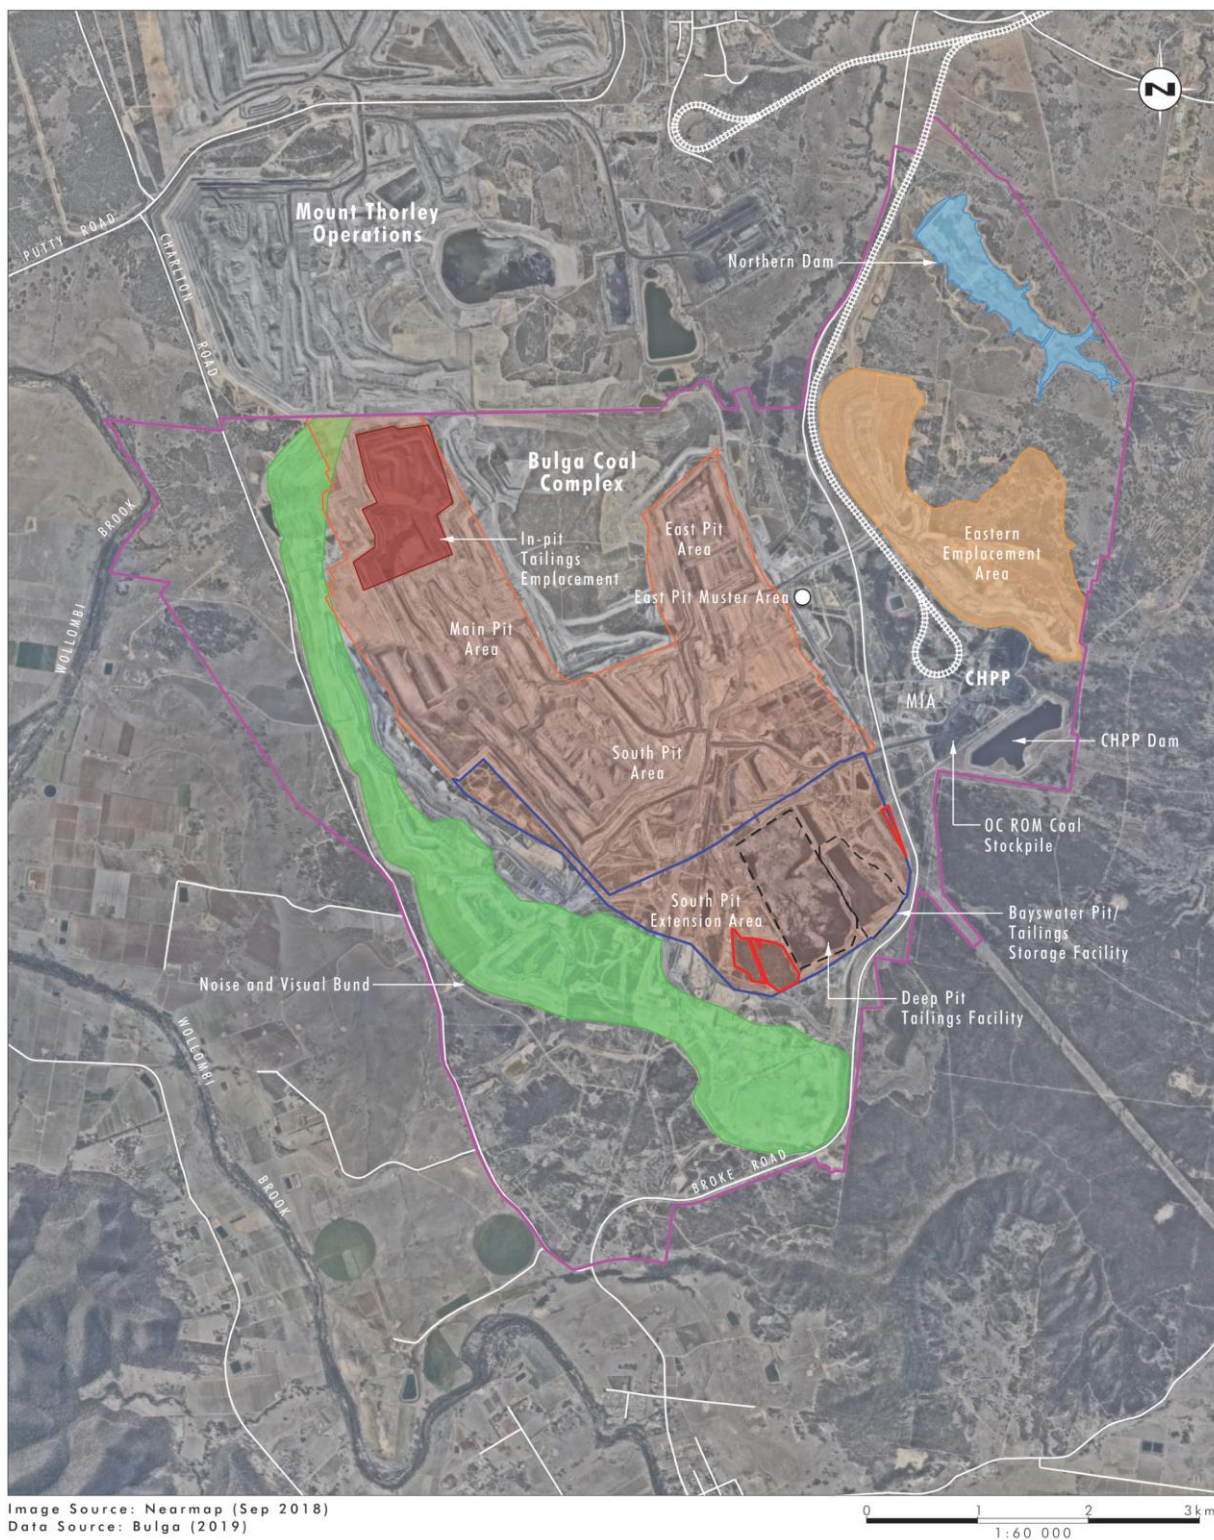 N
Mount Thorley
Operations
PUTTY ROAD
CHARLTON ROAD
Northern Dam
Bulga Coal
Complex
East Pit
Area
Eastern
Emplacement
Area
In-pit
Tailings
Emplacement
BROOK
WOLLOMBI
East Pit Muster Area
Main Pit
Area
CHPP
MIA
South Pit
Area
CHPP Dam
OC ROM Coal
Stockpile
South Pit
Extension Area
Bayswater Pit/
Tailings
Storage Facility
Noise and Visual Bund
Deep Pit
Tailings Facility
WOLLOMBI
BROOK
BROKE ROAD
Image Source: Nearmap (Sep 2018)
Data Source: Bulga (2019)
0 1 2 3km
1:60 000